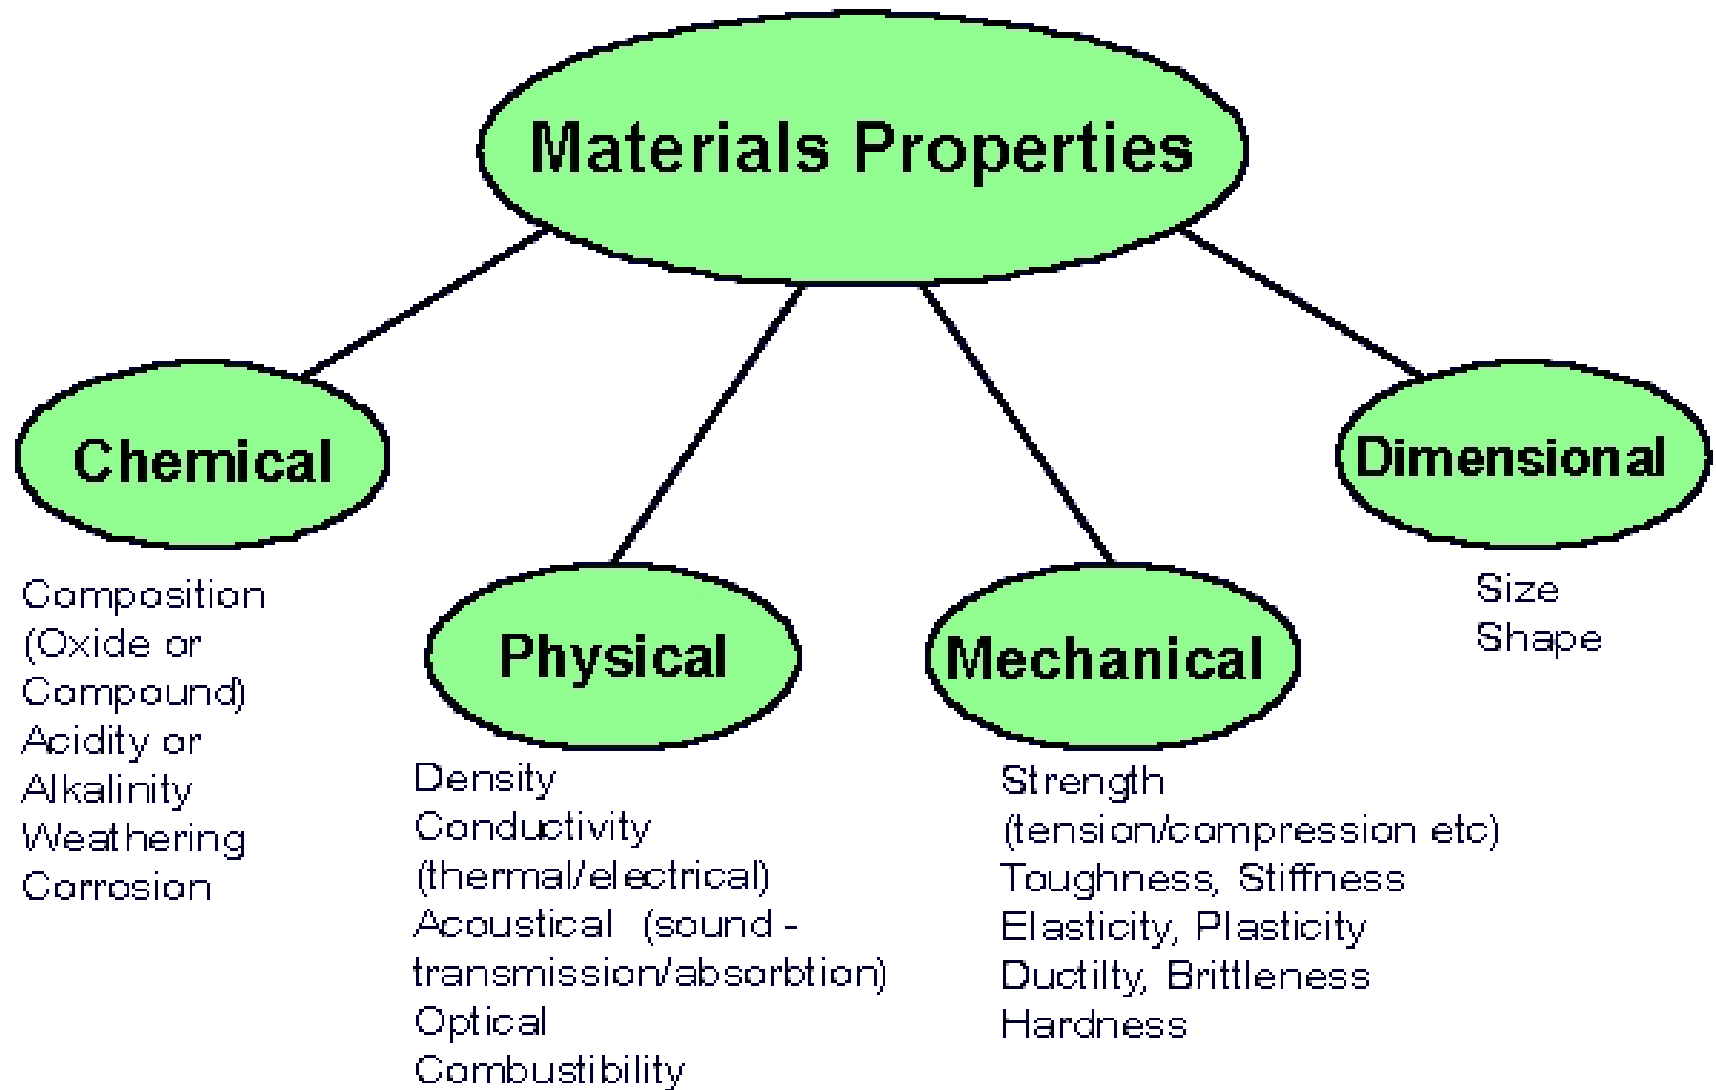 Materials Properties
Chemical
Composition
(Oxide or
Compound)
Acidity or
Alkalinity
Weathering
Corrosion
Physical
Density
Conductivity
(thermal/electrical)
Acoustical (sound -
transmission/absorbtion)
Optical
Combustibility
Mechanical
Strength
(tension/compression etc)
Toughness, Stiffness
Elasticity, Plasticity
Ductilty, Brittleness
Hardness
Dimensional
Size
Shape